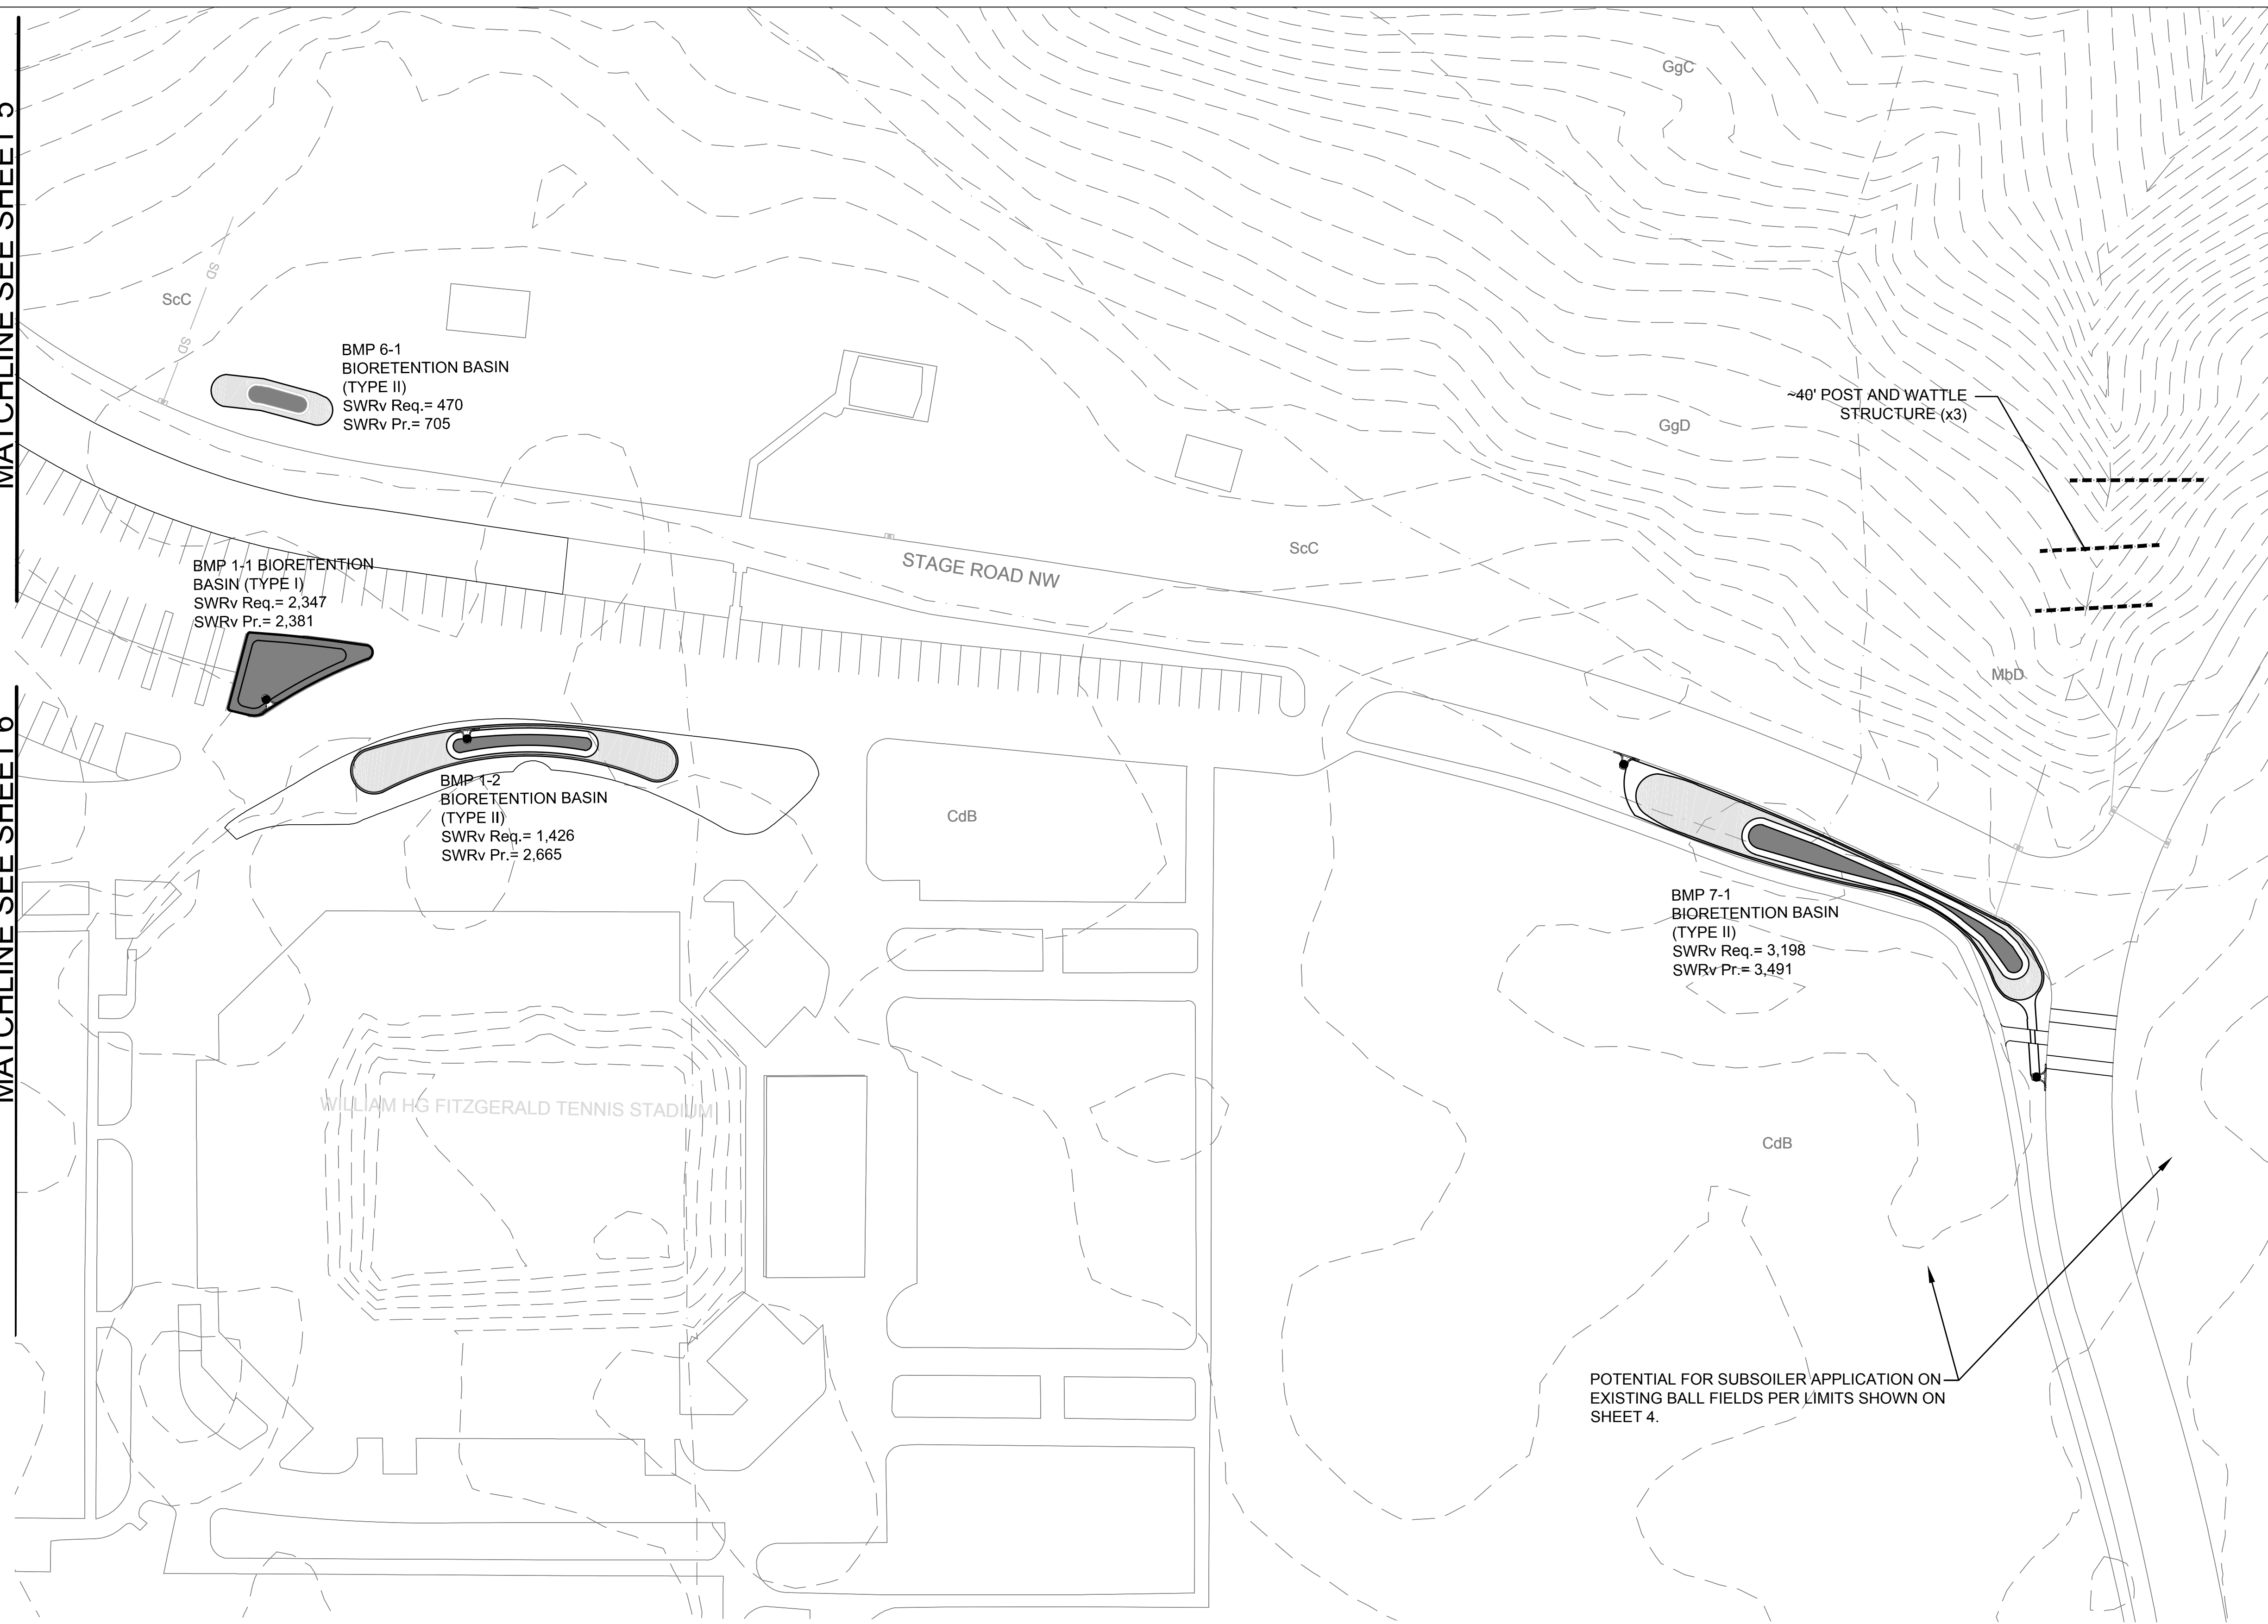 MATCHLINE SEE SHEET 5
MATCHLINE SEE SHEET 6
GgC
ScC
SD
SD
BMP 6-1
BIORETENTION BASIN
(TYPE II)
SWRv Req.= 470
SWRv Pr.= 705
~40' POST AND WATTLE
STRUCTURE (x3)
GgD
BMP 1-1 BIORETENTION
BASIN (TYPE I)
SWRv Req.= 2,347
SWRv Pr.= 2,381
STAGE ROAD NW
ScC
MbD
BMP 1-2
BIORETENTION BASIN
(TYPE II)
SWRv Req.= 1,426
SWRv Pr.= 2,665
CdB
BMP 7-1
BIORETENTION BASIN
(TYPE II)
SWRv Req.= 3,198
SWRv Pr.= 3,491
WILLIAM HG FITZGERALD TENNIS STADIUM
CdB
POTENTIAL FOR SUBSOILER APPLICATION ON
EXISTING BALL FIELDS PER LIMITS SHOWN ON
SHEET 4.